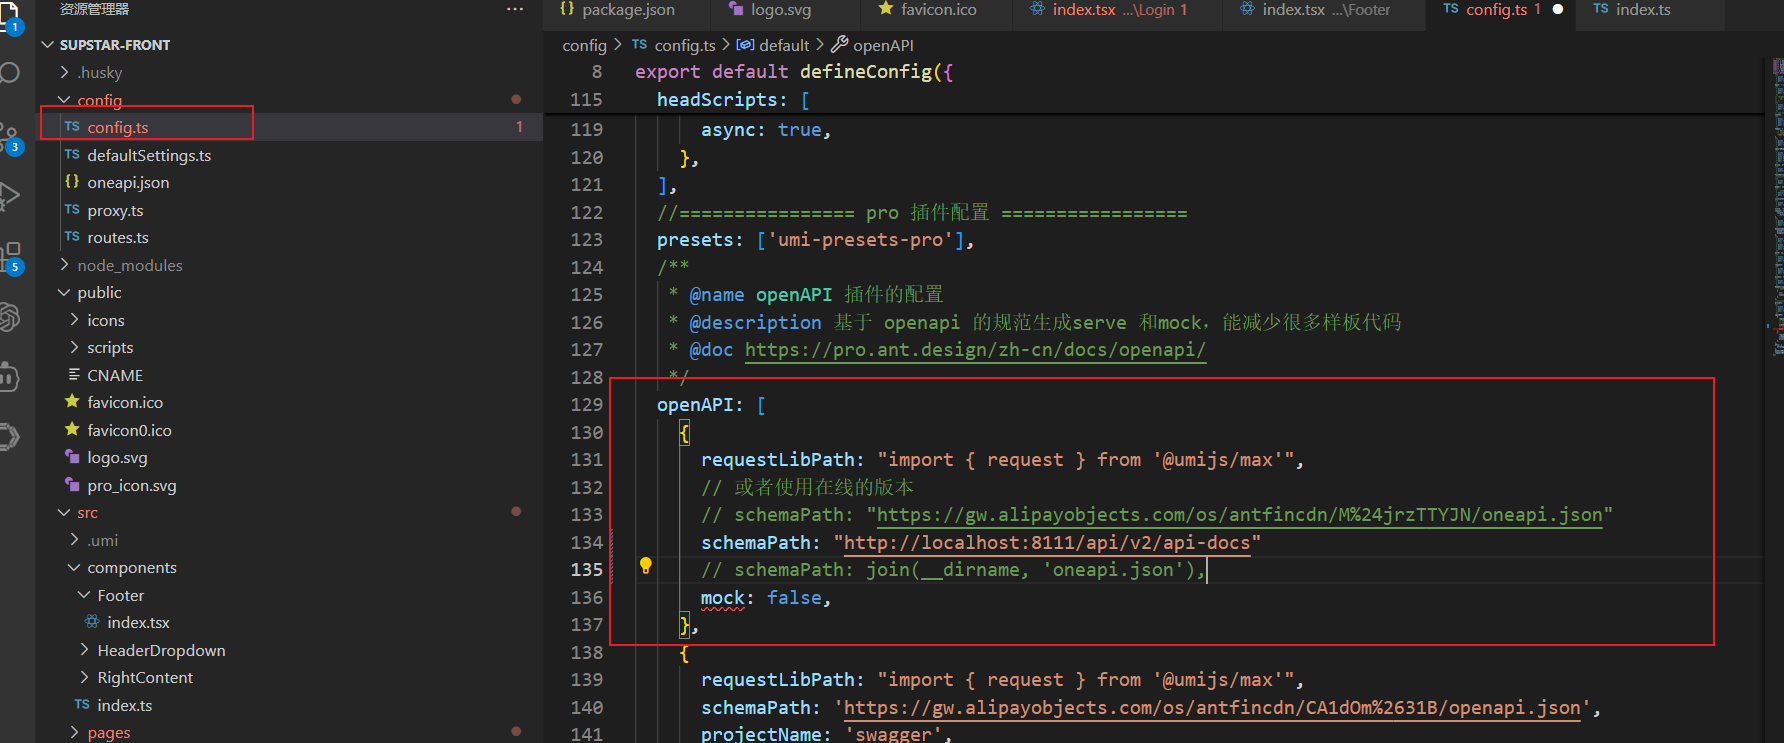 资源管理器
SUPSTAR-FRONT
.husky
config
TS config.ts 1
TS defaultSettings.ts
{} oneapi.json
TS proxy.ts
TS routes.ts
node_modules
public
icons
scripts
CNAME
favicon.ico
favicon0.ico
logo.svg
pro_icon.svg
src
.umi
components
Footer
index.tsx
HeaderDropdown
RightContent
TS index.ts
pages
1
3
5
{} package.json
logo.svg
favicon.ico
index.tsx ...\Login 1
index.tsx ...\Footer
TS config.ts 1
TS index.ts
config > TS config.ts > default > openAPI
8 export default defineConfig({
115 headScripts: [
119 async: true,
120 },
121 ],
122 //================ pro 插件配置 =================
123 presets: ['umi-presets-pro'],
124 /**
125 * @name openAPI 插件的配置
126 * @description 基于 openapi 的规范生成serve 和mock，能减少很多样板代码
127 * @doc https://pro.ant.design/zh-cn/docs/openapi/
128 */
129 openAPI: [
130 {
131 requestLibPath: "import { request } from '@umijs/max'",
132 // 或者使用在线的版本
133 // schemaPath: "https://gw.alipayobjects.com/os/antfincdn/M%24jrzTTYJN/oneapi.json"
134 schemaPath: "http://localhost:8111/api/v2/api-docs"
135 // schemaPath: join(__dirname, 'oneapi.json'),
136 mock: false,
137 },
138 {
139 requestLibPath: "import { request } from '@umijs/max'",
140 schemaPath: 'https://gw.alipayobjects.com/os/antfincdn/CA1dOm%2631B/openapi.json',
141 projectName: 'swagger',